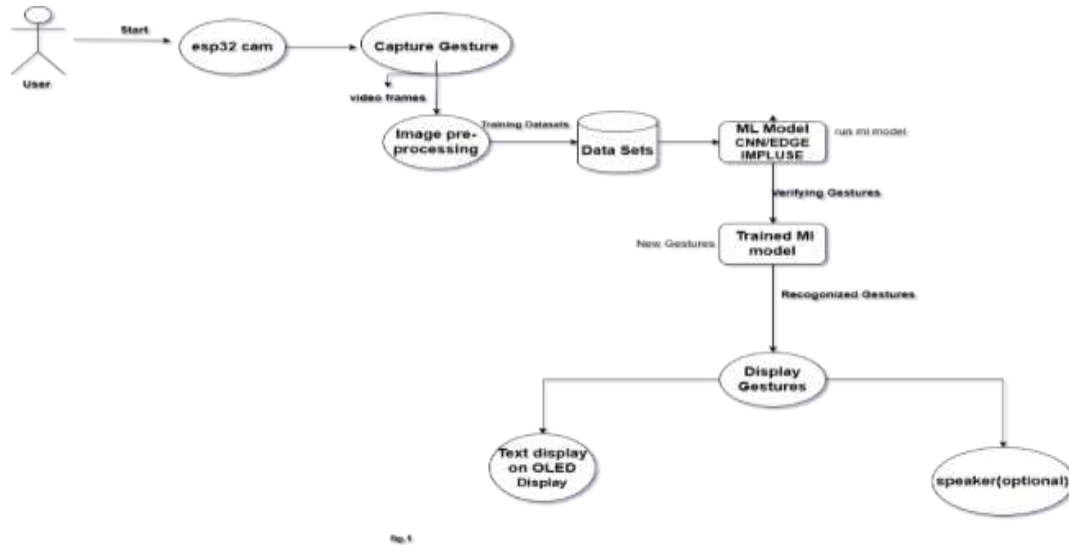 Start
esp32 cam
Capture Gesture
User
video frames
Image pre-
processing
Training Datasets
Data Sets
ML Model
CNN/EDGE
IMPLUSE
run ml model
Verifying Gestures
New Gestures
Trained Ml
model
Recogonized Gestures
Display
Gestures
Text display
on OLED
Display
speaker(optional)